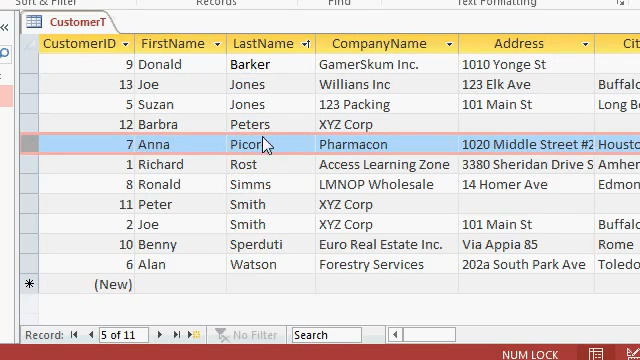 Sort & Filter Records Find Text Formatting
CustomerT
CustomerID FirstName LastName CompanyName Address Cit
9 Donald Barker GamerSkum Inc. 1010 Yonge St
13 Joe Jones Willians Inc 123 Elk Ave Buffalo
5 Suzan Jones 123 Packing 101 Main St Long Be
12 Barbra Peters XYZ Corp
7 Anna Picor Pharmacon 1020 Middle Street #2 Housto
1 Richard Rost Access Learning Zone 3380 Sheridan Drive S Amher
8 Ronald Simms LMNOP Wholesale 14 Homer Ave Edmon
11 Peter Smith XYZ Corp
2 Joe Smith XYZ Corp 101 Main St Buffalo
10 Benny Sperduti Euro Real Estate Inc. Via Appia 85 Rome
6 Alan Watson Forestry Services 202a South Park Ave Toledo
(New)
Record: 5 of 11 No Filter Search
NUM LOCK